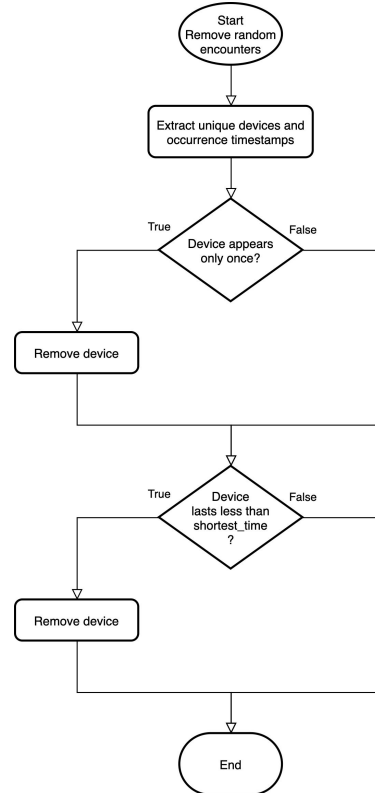 Start
Remove random
encounters
Extract unique devices and
occurrence timestamps
True
False
Device appears
only once?
Remove device
True
False
Device
lasts less than
shortest_time
?
Remove device
End